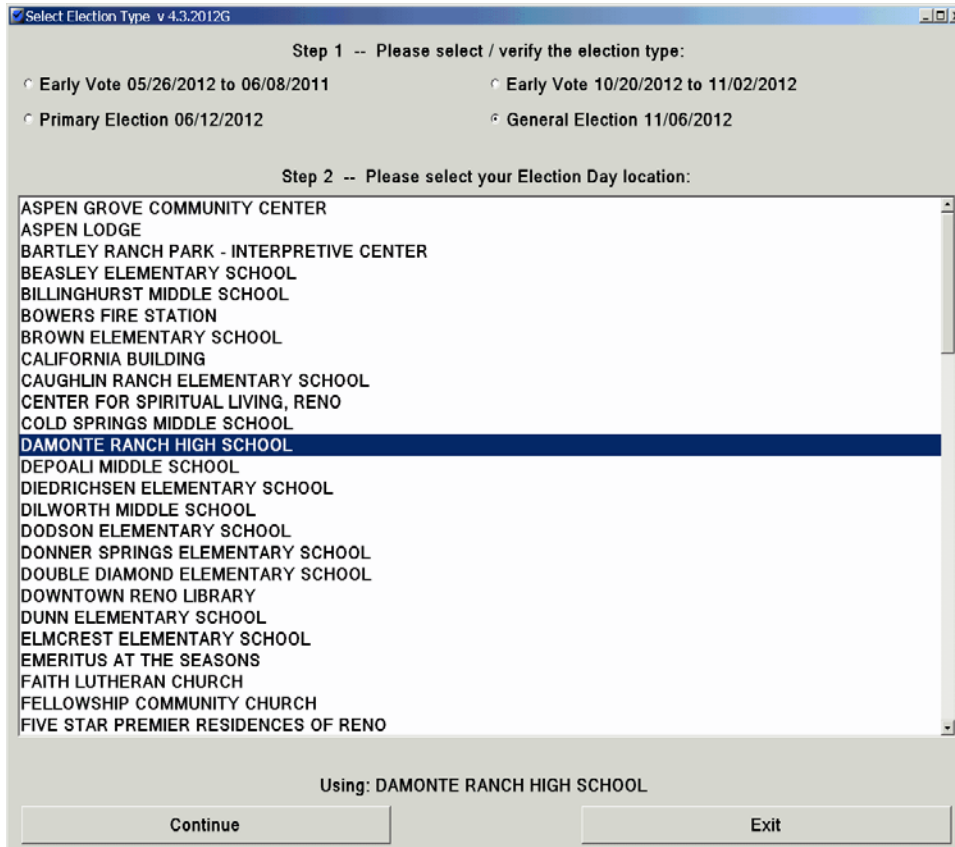 Select Election Type v 4.3.2012G
Step 1 -- Please select / verify the election type:
Early Vote 05/26/2012 to 06/08/2011
Early Vote 10/20/2012 to 11/02/2012
Primary Election 06/12/2012
General Election 11/06/2012
Step 2 -- Please select your Election Day location:
ASPEN GROVE COMMUNITY CENTER
ASPEN LODGE
BARTLEY RANCH PARK - INTERPRETIVE CENTER
BEASLEY ELEMENTARY SCHOOL
BILLINGHURST MIDDLE SCHOOL
BOWERS FIRE STATION
BROWN ELEMENTARY SCHOOL
CALIFORNIA BUILDING
CAUGHLIN RANCH ELEMENTARY SCHOOL
CENTER FOR SPIRITUAL LIVING, RENO
COLD SPRINGS MIDDLE SCHOOL
DAMONTE RANCH HIGH SCHOOL
DEPOALI MIDDLE SCHOOL
DIEDRICHSEN ELEMENTARY SCHOOL
DILWORTH MIDDLE SCHOOL
DODSON ELEMENTARY SCHOOL
DONNER SPRINGS ELEMENTARY SCHOOL
DOUBLE DIAMOND ELEMENTARY SCHOOL
DOWNTOWN RENO LIBRARY
DUNN ELEMENTARY SCHOOL
ELMCREST ELEMENTARY SCHOOL
EMERITUS AT THE SEASONS
FAITH LUTHERAN CHURCH
FELLOWSHIP COMMUNITY CHURCH
FIVE STAR PREMIER RESIDENCES OF RENO
Using: DAMONTE RANCH HIGH SCHOOL
Continue
Exit